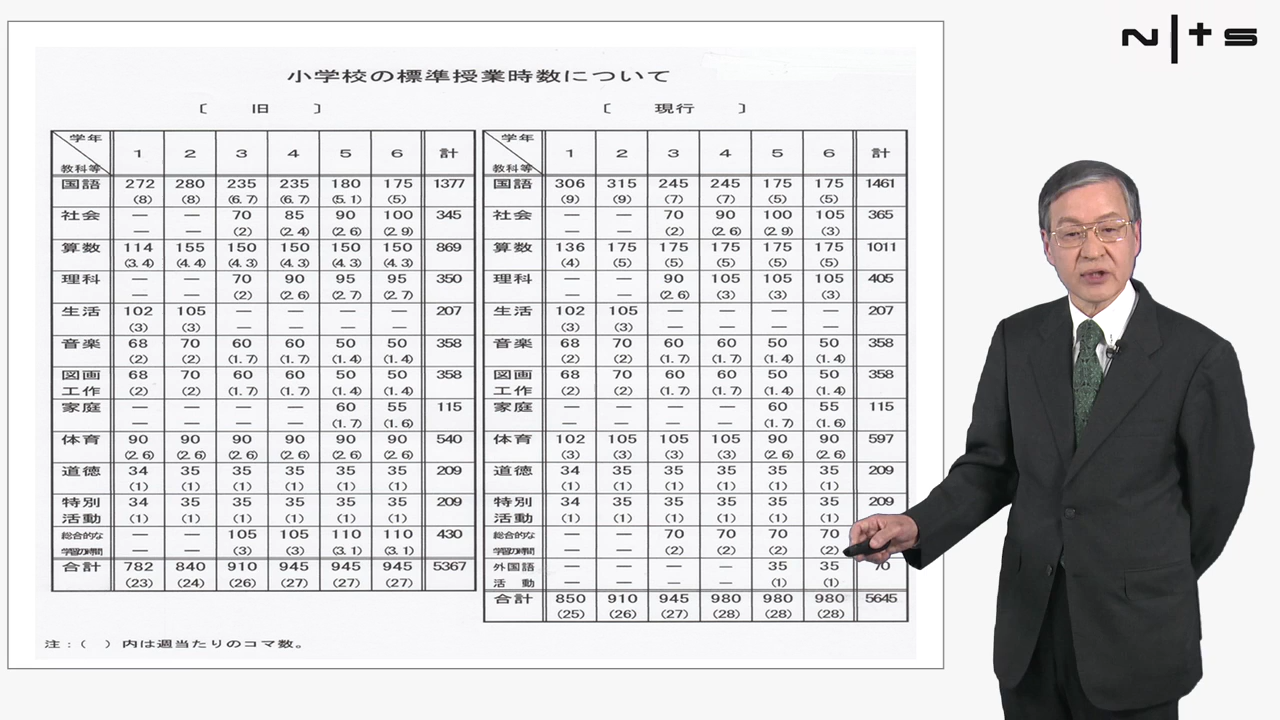 N|ts
小学校の標準授業時数について
〔 旧 〕 〔 現行 〕
学年 教科等 1 2 3 4 5 6 計
国語 272 280 235 235 180 175 1377
(8) (8) (6.7) (6.7) (5.1) (5)
社会 — — 70 85 90 100 345
— — (2) (2.4) (2.6) (2.9)
算数 114 155 150 150 150 150 869
(3.4) (4.4) (4.3) (4.3) (4.3) (4.3)
理科 — — 70 90 95 95 350
— — (2) (2.6) (2.7) (2.7)
生活 102 105 — — — — 207
(3) (3) — — — —
音楽 68 70 60 60 50 50 358
(2) (2) (1.7) (1.7) (1.4) (1.4)
図画 68 70 60 60 50 50 358
工作 (2) (2) (1.7) (1.7) (1.4) (1.4)
家庭 — — — — 60 55 115
— — — — (1.7) (1.6)
体育 90 90 90 90 90 90 540
(2.6) (2.6) (2.6) (2.6) (2.6) (2.6)
道徳 34 35 35 35 35 35 209
(1) (1) (1) (1) (1) (1)
特別 34 35 35 35 35 35 209
活動 (1) (1) (1) (1) (1) (1)
総合的な — — 105 105 110 110 430
学習の時間 — — (3) (3) (3.1) (3.1)
合計 782 840 910 945 945 945 5367
(23) (24) (26) (27) (27) (27)
学年 教科等 1 2 3 4 5 6 計
国語 306 315 245 245 175 175 1461
(9) (9) (7) (7) (5) (5)
社会 — — 70 90 100 105 365
— — (2) (2.6) (2.9) (3)
算数 136 175 175 175 175 175 1011
(4) (5) (5) (5) (5) (5)
理科 — — 90 105 105 105 405
— — (2.6) (3) (3) (3)
生活 102 105 — — — — 207
(3) (3) — — — —
音楽 68 70 60 60 50 50 358
(2) (2) (1.7) (1.7) (1.4) (1.4)
図画 68 70 60 60 50 50 358
工作 (2) (2) (1.7) (1.7) (1.4) (1.4)
家庭 — — — — 60 55 115
— — — — (1.7) (1.6)
体育 102 105 105 105 90 90 597
(3) (3) (3) (3) (2.6) (2.6)
道徳 34 35 35 35 35 35 209
(1) (1) (1) (1) (1) (1)
特別 34 35 35 35 35 35 209
活動 (1) (1) (1) (1) (1) (1)
総合的な — — 70 70 70 70
学習の時間 — — (2) (2) (2) (2)
外国語 — — — — 35 35 70
活動 — — — — (1) (1)
合計 850 910 945 980 980 980 5645
(25) (26) (27) (28) (28) (28)
注：( )内は週当たりのコマ数。